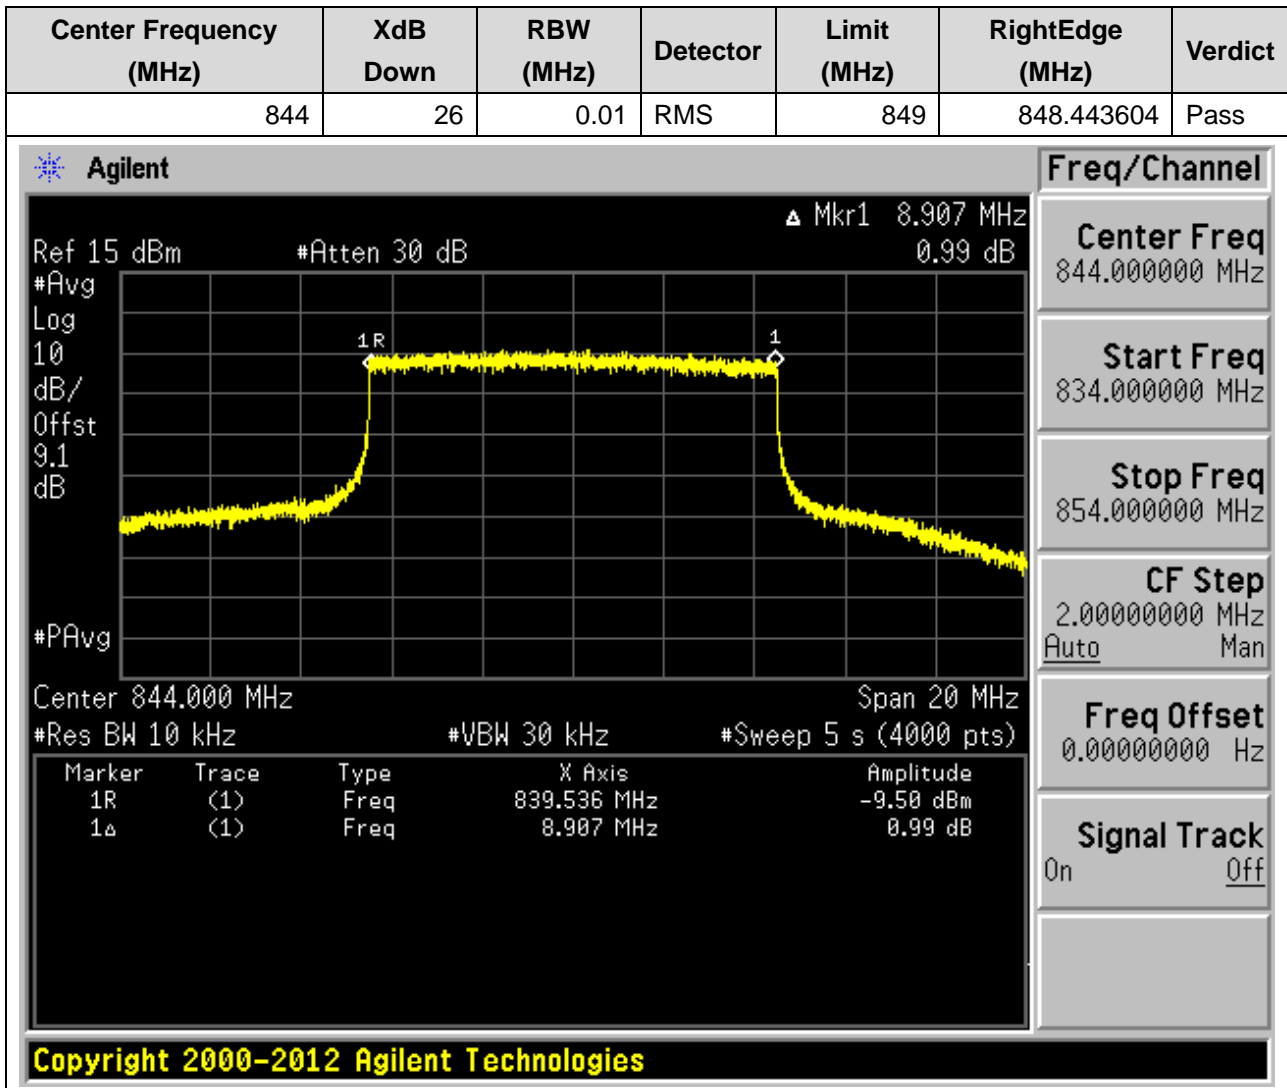 Center Frequency (MHz) XdB Down RBW (MHz) Detector Limit (MHz) RightEdge (MHz) Verdict
844 26 0.01 RMS 849 848.443604 Pass
Agilent
Freq/Channel
Δ Mkr1 8.907 MHz
Ref 15 dBm #Atten 30 dB 0.99 dB
#Avg
Log
10
dB/
Offst
9.1
dB
#PAvg
1R
1
Center 844.000 MHz Span 20 MHz
#Res BW 10 kHz #VBW 30 kHz #Sweep 5 s (4000 pts)
Marker Trace Type X Axis Amplitude
1R (1) Freq 839.536 MHz -9.50 dBm
1Δ (1) Freq 8.907 MHz 0.99 dB
Center Freq
844.000000 MHz
Start Freq
834.000000 MHz
Stop Freq
854.000000 MHz
CF Step
2.00000000 MHz
Auto Man
Freq Offset
0.00000000 Hz
Signal Track
On Off
Copyright 2000-2012 Agilent Technologies